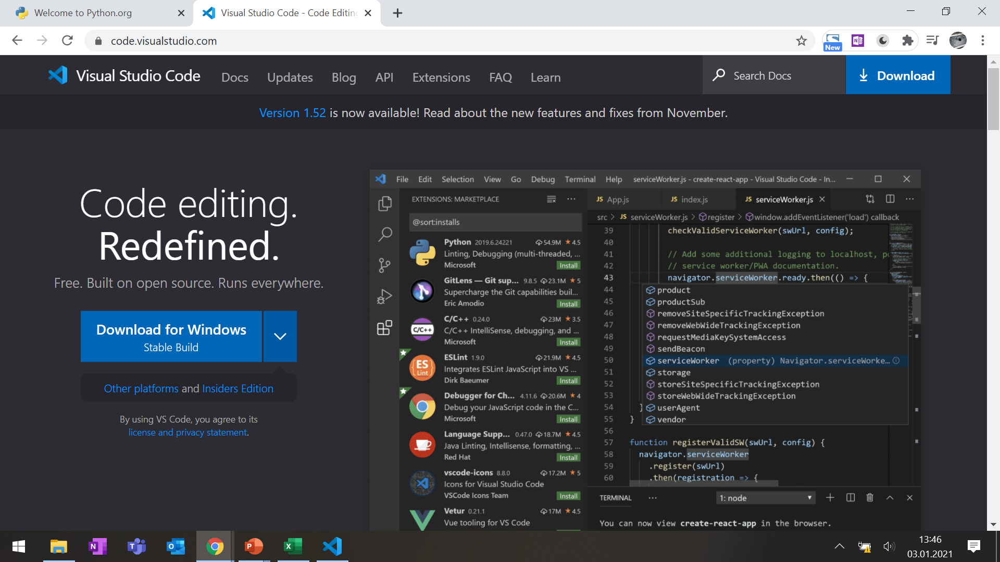 Welcome to Python.org
Visual Studio Code - Code Editing
code.visualstudio.com
New
Visual Studio Code
Docs
Updates
Blog
API
Extensions
FAQ
Learn
Search Docs
Download
Version 1.52 is now available! Read about the new features and fixes from November.
Code editing.
Redefined.
Free. Built on open source. Runs everywhere.
Download for Windows
Stable Build
Other platforms and Insiders Edition
By using VS Code, you agree to its
license and privacy statement.
File Edit Selection View Go Debug Terminal Help serviceWorker.js - create-react-app - Visual Studio Code - In...
EXTENSIONS: MARKETPLACE
@sort:installs
Python 2019.6.24221 54.9M 4.5
Linting, Debugging (multi-threaded, ...
Microsoft Install
GitLens — Git sup... 9.8.5 23.1M 5
Supercharge the Git capabilities buil...
Eric Amodio Install
C/C++
C/C++ 0.24.0 23M 3.5
C/C++ IntelliSense, debugging, and ...
Microsoft Install
ES
Lint
ESLint 1.9.0 21.9M 4.5
Integrates ESLint JavaScript into VS ...
Dirk Baeumer Install
Debugger for Ch... 4.11.6 20.6M 4
Debug your JavaScript code in the C...
Microsoft Install
Language Supp... 0.47.0 18.7M 4.5
Java Linting, Intellisense, formatting, ...
Red Hat Install
vscode-icons 8.8.0 17.2M 5
Icons for Visual Studio Code
VSCode Icons Team Install
Vetur 0.21.1 17M 4.5
Vue tooling for VS Code
JS App.js
JS index.js
JS serviceWorker.js
src > JS serviceWorker.js > register > window.addEventListener('load') callback
39 checkValidServiceWorker(swUrl, config);
40
41 // Add some additional logging to localhost, p
42 // service worker/PWA documentation.
43 navigator.serviceWorker.ready.then(() => {
44 product
45 productSub
46 removeSiteSpecificTrackingException
47 removeWebWideTrackingException
48 requestMediaKeySystemAccess
49 sendBeacon
50 serviceWorker (property) Navigator.serviceWorke...
51 storage
52 storeSiteSpecificTrackingException
53 storeWebWideTrackingException
54 } userAgent
55 } vendor
56
57 function registerValidSW(swUrl, config) {
58 navigator.serviceWorker
59 .register(swUrl)
60 .then(registration => {
TERMINAL ... 1: node
You can now view create-react-app in the browser.
13:46
03.01.2021